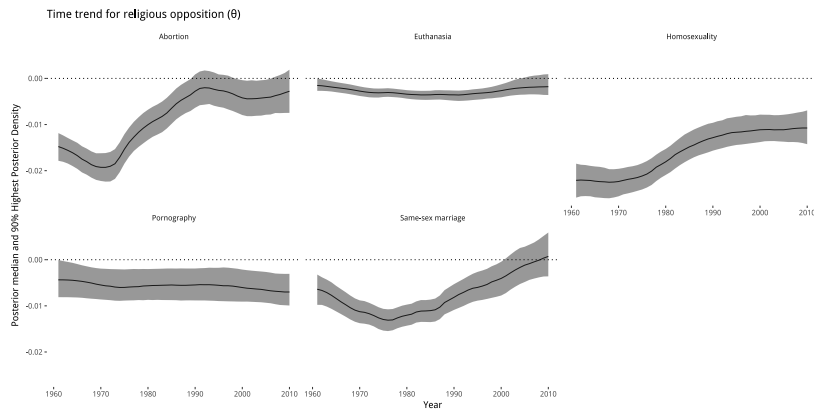 Time trend for religious opposition (θ)
Abortion
Euthanasia
Homosexuality
0.00
-0.01
-0.02
1960 1970 1980 1990 2000 2010
Pornography
Same-sex marriage
0.00
-0.01
-0.02
1960 1970 1980 1990 2000 2010 1960 1970 1980 1990 2000 2010
Year
Posterior median and 90% Highest Posterior Density